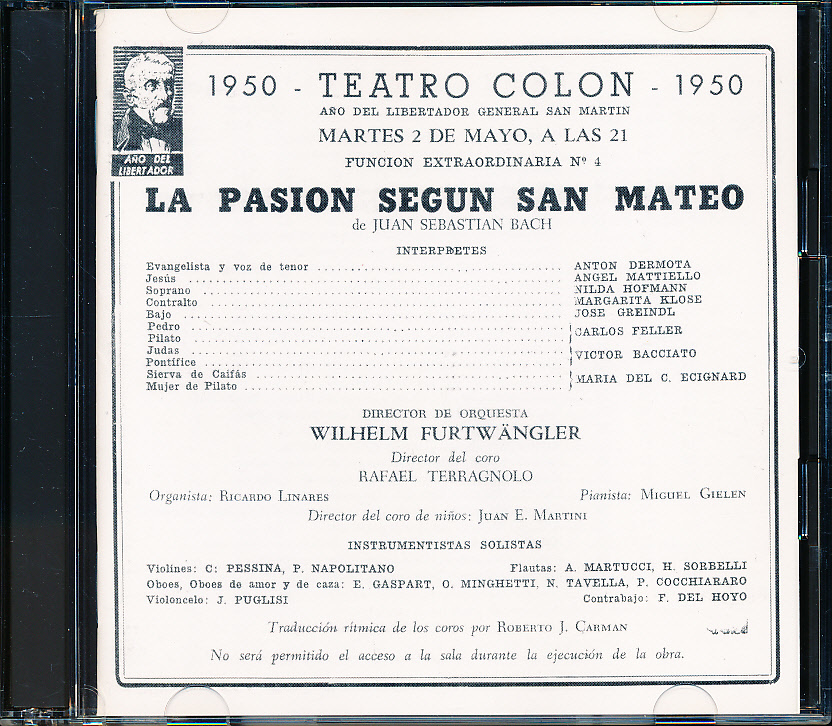 1950 - TEATRO COLON - 1950
AÑO DEL LIBERTADOR GENERAL SAN MARTIN
MARTES 2 DE MAYO, A LAS 21
AÑO DEL
LIBERTADOR
FUNCION EXTRAORDINARIA Nº 4
LA PASION SEGUN SAN MATEO
de JUAN SEBASTIAN BACH
INTERPRETES
Evangelista y voz de tenor ANTON DERMOTA
Jesús ANGEL MATTIELLO
Soprano NILDA HOFMANN
Contralto MARGARITA KLOSE
Bajo JOSE GREINDL
Pedro
Pilato CARLOS FELLER
Judas
Pontífice VICTOR BACCIATO
Sierva de Caifás
Mujer de Pilato MARIA DEL C. ECIGNARD
DIRECTOR DE ORQUESTA
WILHELM FURTWÄNGLER
Director del coro
RAFAEL TERRAGNOLO
Organista: RICARDO LINARES Pianista: MIGUEL GIELEN
Director del coro de niños: JUAN E. MARTINI
INSTRUMENTISTAS SOLISTAS
Violines: C: PESSINA, P. NAPOLITANO Flautas: A. MARTUCCI, H. SORBELLI
Oboes, Oboes de amor y de caza: E. GASPART, O. MINGHETTI, N. TAVELLA, P. COCCHIARARO
Violoncelo: J. PUGLISI Contrabajo: F. DEL HOYO
Traducción rítmica de los coros por ROBERTO J. CARMAN
No será permitido el acceso a la sala durante la ejecución de la obra.